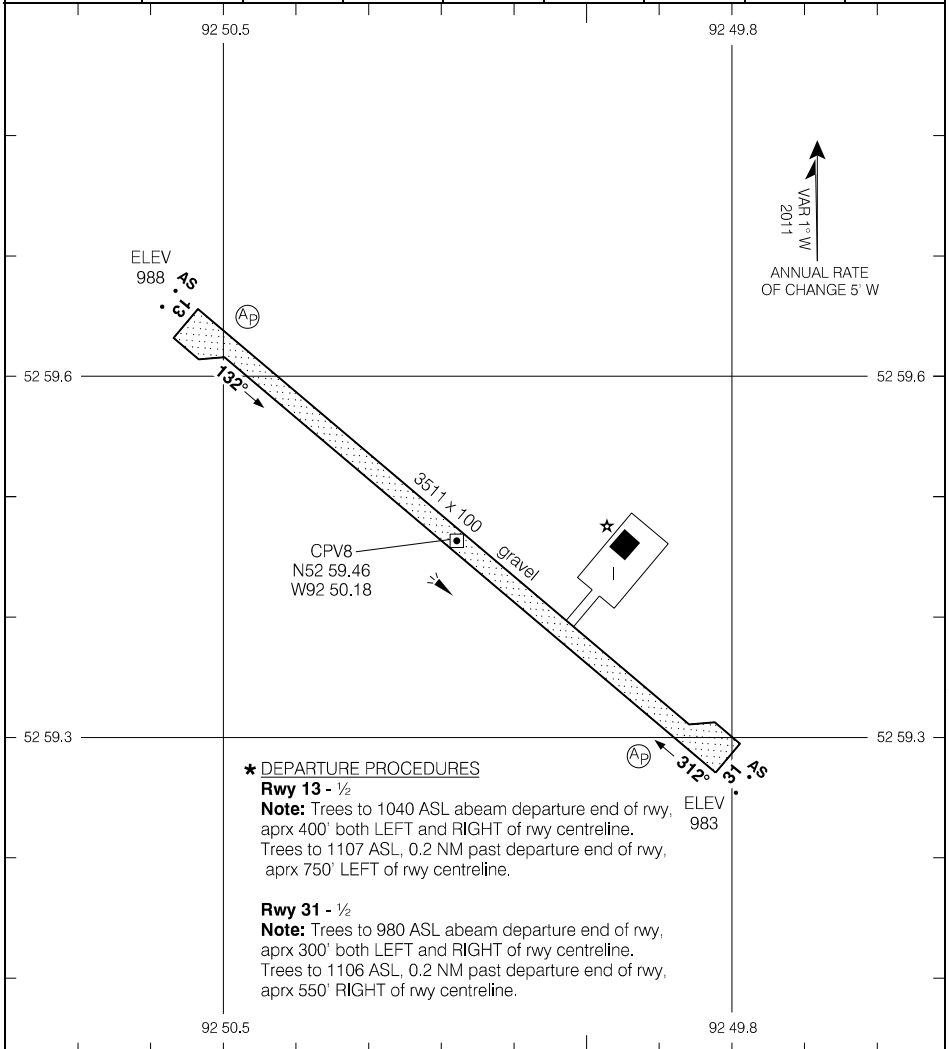 92 50.5
92 49.8
VAR 1° W
2011
ANNUAL RATE
OF CHANGE 5' W
ELEV
988
AS
13
AP
52 59.6
52 59.6
132°
3511 x 100
gravel
CPV8
N52 59.46
W92 50.18
I
52 59.3
52 59.3
AP
312°
31
AS
ELEV
983
* DEPARTURE PROCEDURES
Rwy 13 - ½
Note: Trees to 1040 ASL abeam departure end of rwy,
aprx 400' both LEFT and RIGHT of rwy centreline.
Trees to 1107 ASL, 0.2 NM past departure end of rwy,
aprx 750' LEFT of rwy centreline.
Rwy 31 - ½
Note: Trees to 980 ASL abeam departure end of rwy,
aprx 300' both LEFT and RIGHT of rwy centreline.
Trees to 1106 ASL, 0.2 NM past departure end of rwy,
aprx 550' RIGHT of rwy centreline.
92 50.5
92 49.8